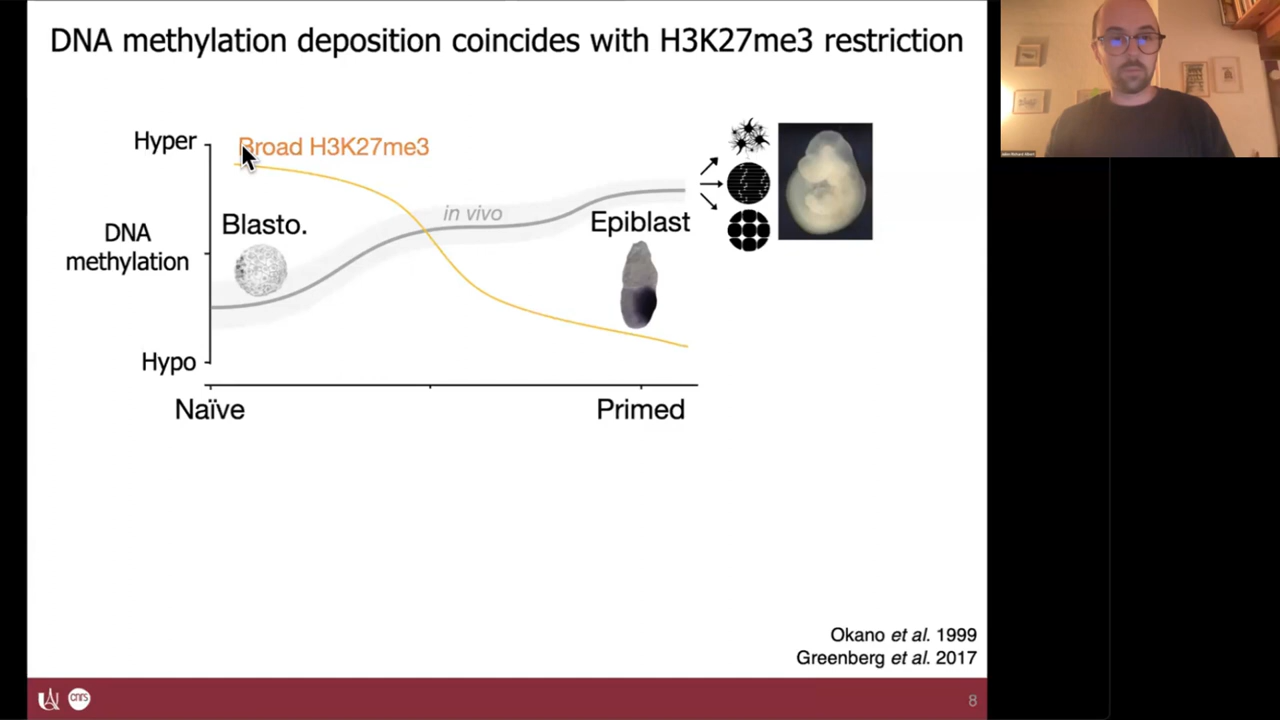 DNA methylation deposition coincides with H3K27me3 restriction
Hyper
Broad H3K27me3
in vivo
Blasto.
Epiblast
DNA
methylation
Hypo
Naïve
Primed
Okano et al. 1999
Greenberg et al. 2017
cnrs
8